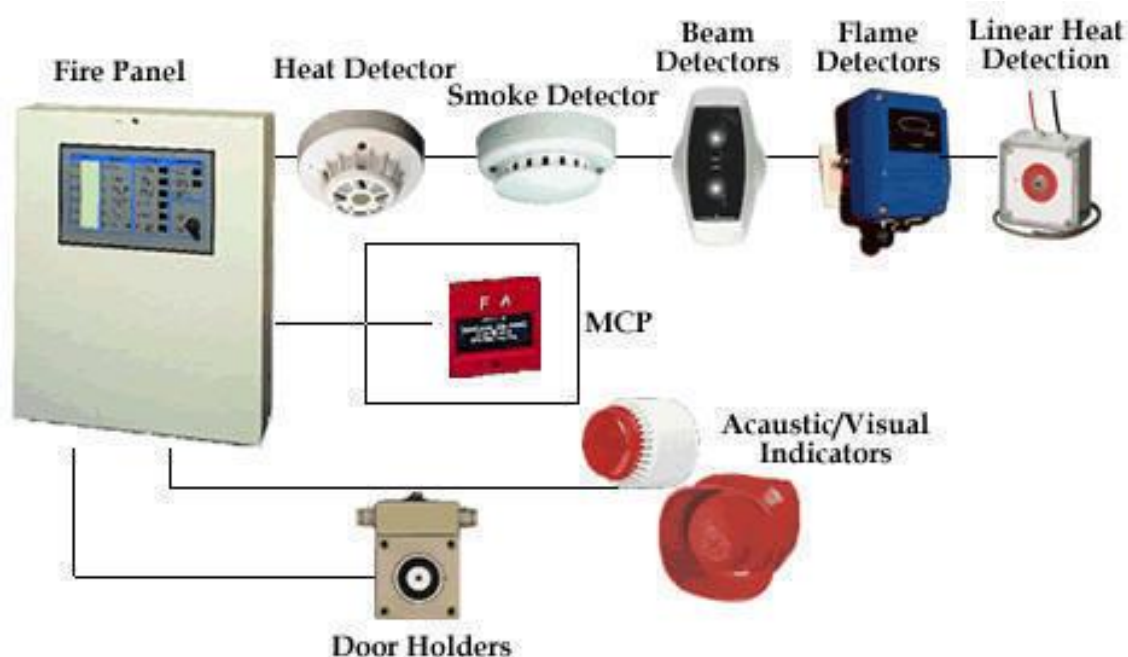 Fire Panel
Heat Detector
Smoke Detector
Beam
Detectors
Flame
Detectors
Linear Heat
Detection
F A
MCP
Acaustic/Visual
Indicators
Door Holders